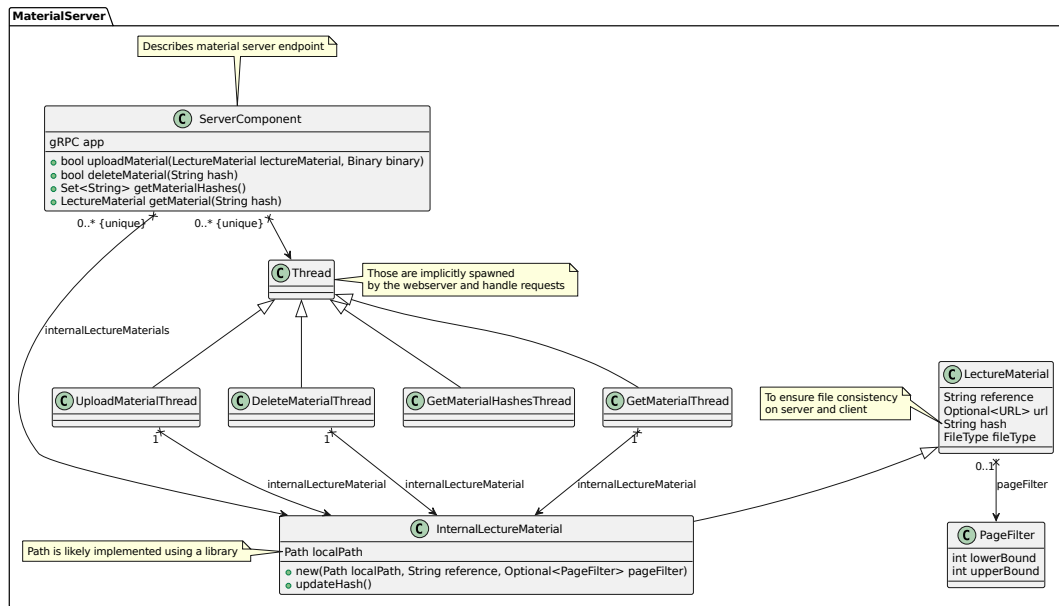 MaterialServer
Describes material server endpoint
C ServerComponent
gRPC app
bool uploadMaterial(LectureMaterial lectureMaterial, Binary binary)
bool deleteMaterial(String hash)
Set<String> getMaterialHashes()
LectureMaterial getMaterial(String hash)
0..* {unique}
0..* {unique}
C Thread
Those are implicitly spawned
by the webserver and handle requests
internalLectureMaterials
C UploadMaterialThread
C DeleteMaterialThread
C GetMaterialHashesThread
C GetMaterialThread
To ensure file consistency
on server and client
C LectureMaterial
String reference
Optional<URL> url
String hash
FileType fileType
1
1
1
0..1
internalLectureMaterial
internalLectureMaterial
internalLectureMaterial
pageFilter
Path is likely implemented using a library
C InternalLectureMaterial
Path localPath
new(Path localPath, String reference, Optional<PageFilter> pageFilter)
updateHash()
C PageFilter
int lowerBound
int upperBound